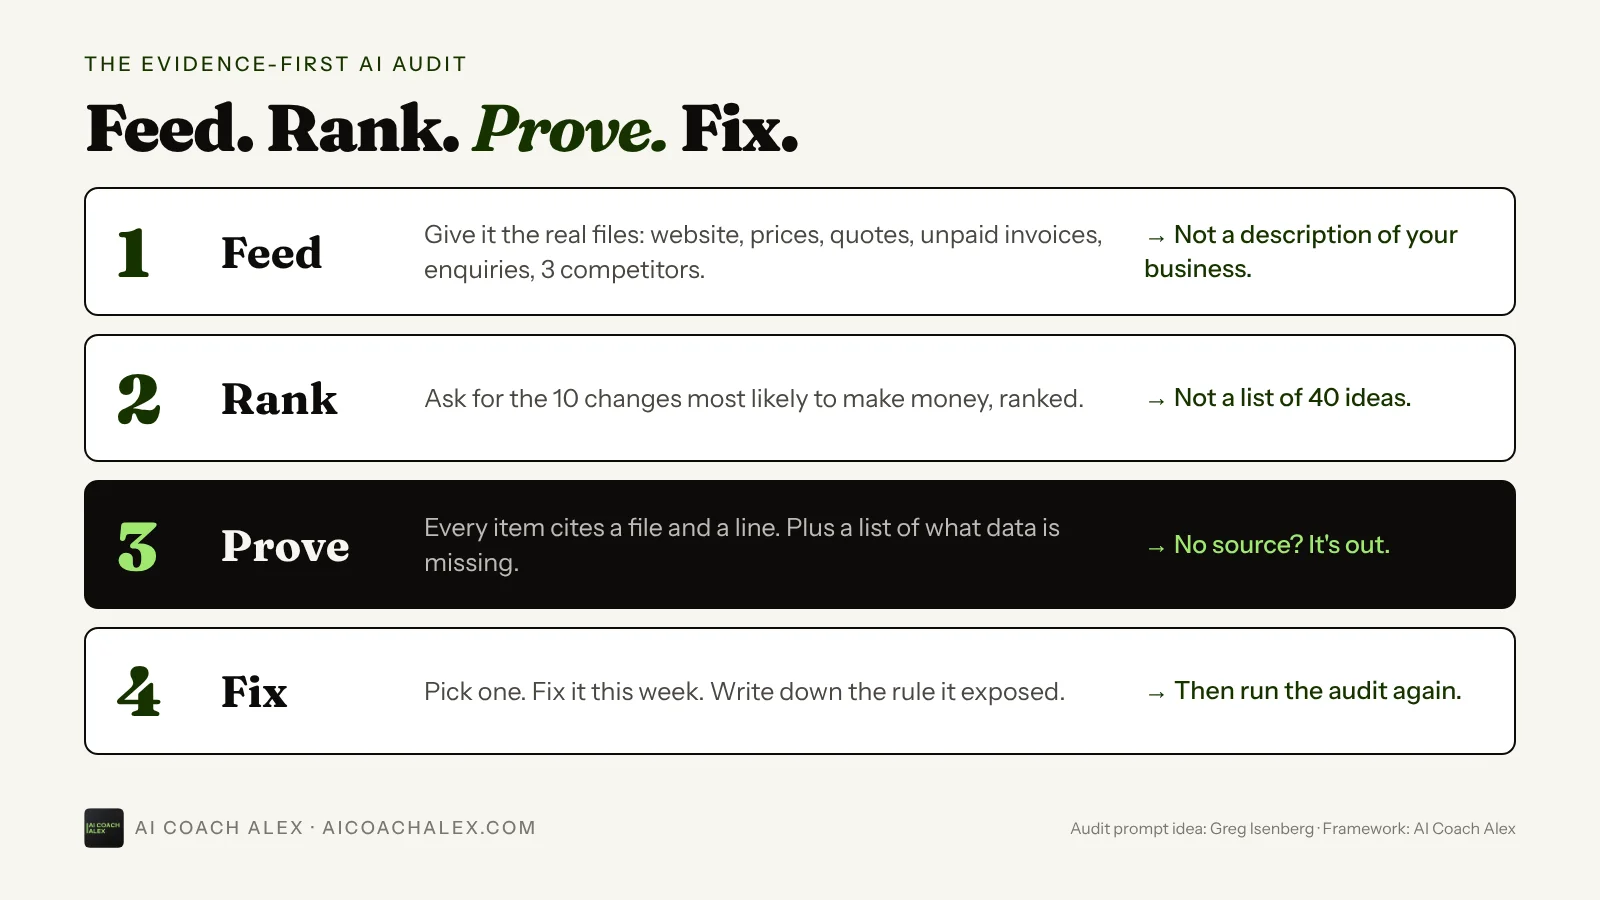 THE EVIDENCE-FIRST AI AUDIT
Feed. Rank. Prove. Fix.
1
Feed
Give it the real files: website, prices, quotes, unpaid invoices,
enquiries, 3 competitors.
→ Not a description of your
business.
2
Rank
Ask for the 10 changes most likely to make money, ranked.
→ Not a list of 40 ideas.
3
Prove
Every item cites a file and a line. Plus a list of what data is
missing.
→ No source? It's out.
4
Fix
Pick one. Fix it this week. Write down the rule it exposed.
→ Then run the audit again.
AI COACH
ALEX
AI COACH ALEX · AICOACHALEX.COM
Audit prompt idea: Greg Isenberg · Framework: AI Coach Alex